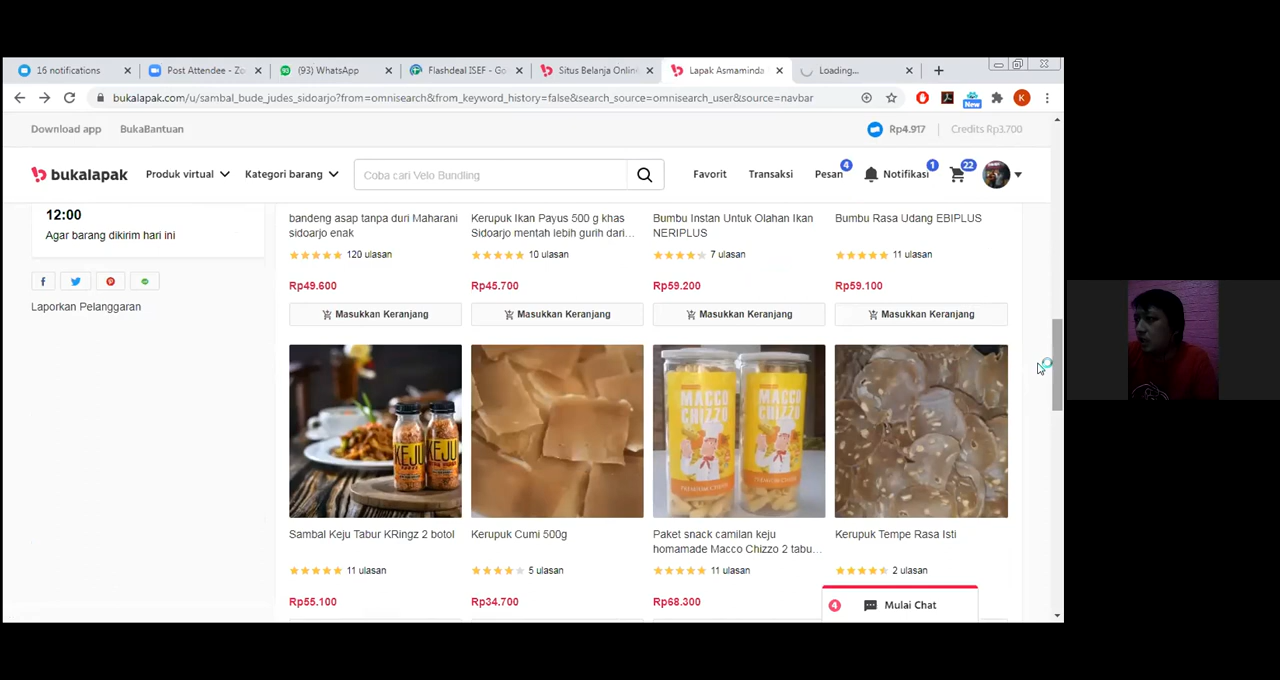 16 notifications
Post Attendee - Zo
(93) WhatsApp
Flashdeal ISEF - Go
Situs Belanja Onlin
Lapak Asmaminda
Loading...
bukalapak.com/u/sambal_bude_judes_sidoarjo?from=omnisearch&from_keyword_history=false&search_source=omnisearch_user&source=navbar
New
K
Download app
BukaBantuan
Rp4.917
Credits Rp3.700
bukalapak
Produk virtual
Kategori barang
Coba cari Velo Bundling
Favorit
Transaksi
Pesan
4
Notifikasi
1
22
12:00
Agar barang dikirim hari ini
Laporkan Pelanggaran
bandeng asap tanpa duri Maharani
sidoarjo enak
120 ulasan
Rp49.600
Masukkan Keranjang
Kerupuk Ikan Payus 500 g khas
Sidoarjo mentah lebih gurih dari...
10 ulasan
Rp45.700
Masukkan Keranjang
Bumbu Instan Untuk Olahan Ikan
NERIPLUS
7 ulasan
Rp59.200
Masukkan Keranjang
Bumbu Rasa Udang EBIPLUS
11 ulasan
Rp59.100
Masukkan Keranjang
KEJU
KEJU
MACCO
CHIZZO
MACCO
CHIZZO
Sambal Keju Tabur KRingz 2 botol
11 ulasan
Rp55.100
Kerupuk Cumi 500g
5 ulasan
Rp34.700
Paket snack camilan keju
homamade Macco Chizzo 2 tabu...
11 ulasan
Rp68.300
Kerupuk Tempe Rasa Isti
2 ulasan
4
Mulai Chat